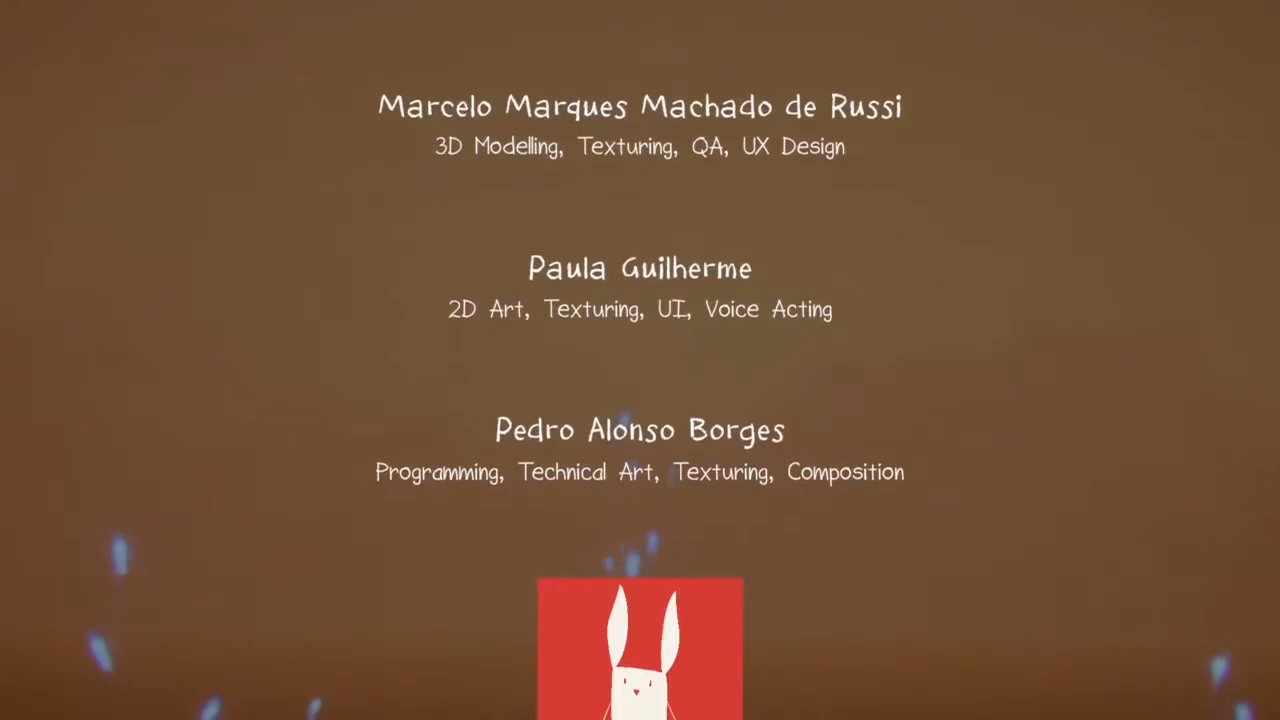 Marcelo Marques Machado de Russi
3D Modelling, Texturing, QA, UX Design
Paula Guilherme
2D Art, Texturing, UI, Voice Acting
Pedro Alonso Borges
Programming, Technical Art, Texturing, Composition